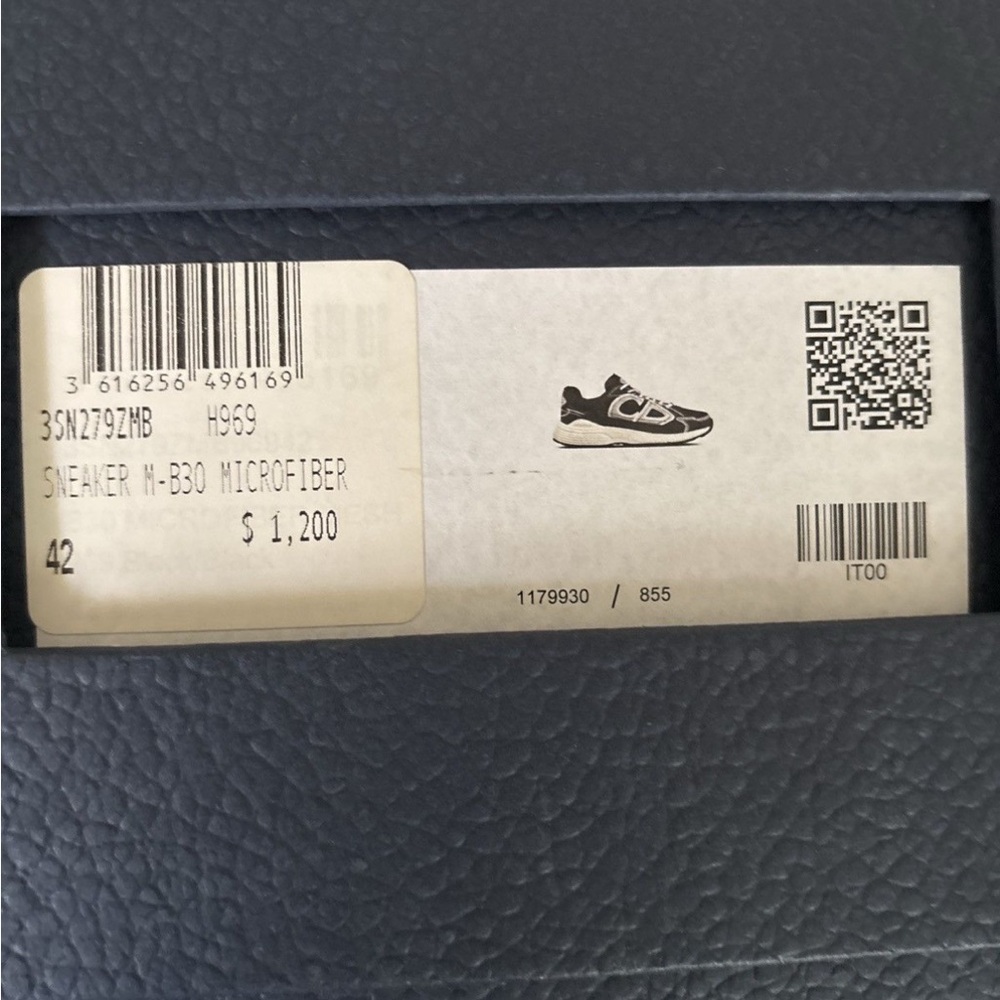 3 616256 496169
3SN279ZMB H969
SNEAKER M-B30 MICROFIBER
$ 1,200
42
1179930 / 855
IT00